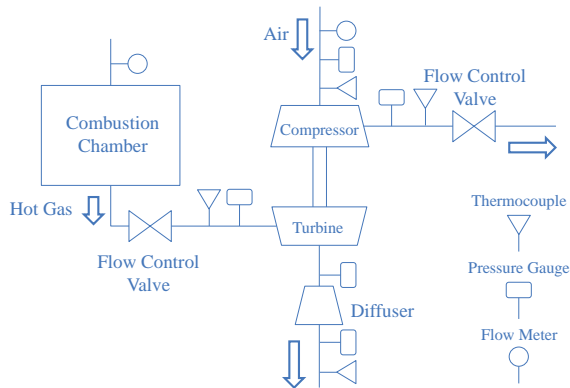 Air
Flow Control
Valve
Combustion
Chamber
Compressor
Hot Gas
Thermocouple
Turbine
Flow Control
Valve
Pressure Gauge
Diffuser
Flow Meter